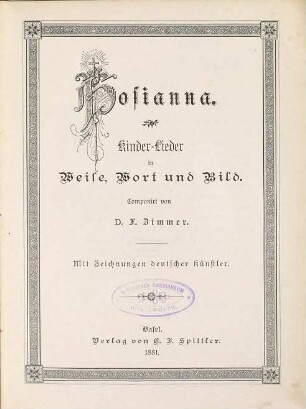 Hosianna.
Kinder-Lieder
in
Weise, Wort und Bild.
Componirt von
D. F. Zimmer.
Mit Zeichnungen deutscher Künstler.
Basel.
Verlag von C. F. Spittler.
1881.